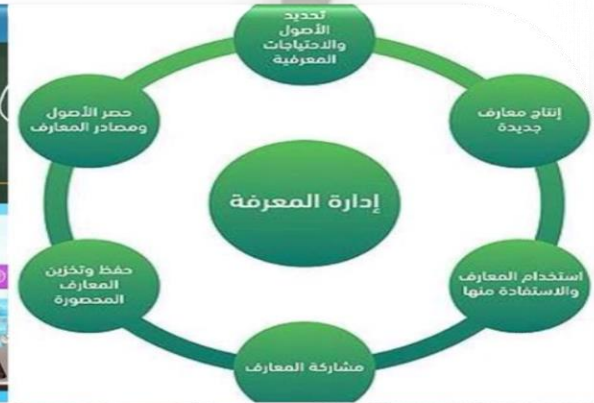 تحديد
الأصول
والاحتياجات
المعرفية
إنتاج معارف
جديدة
حصر الأصول
ومصادر المعارف
إدارة المعرفة
استخدام المعارف
والاستفادة منها
حفظ وتخزين
المعارف
المحصورة
مشاركة المعارف